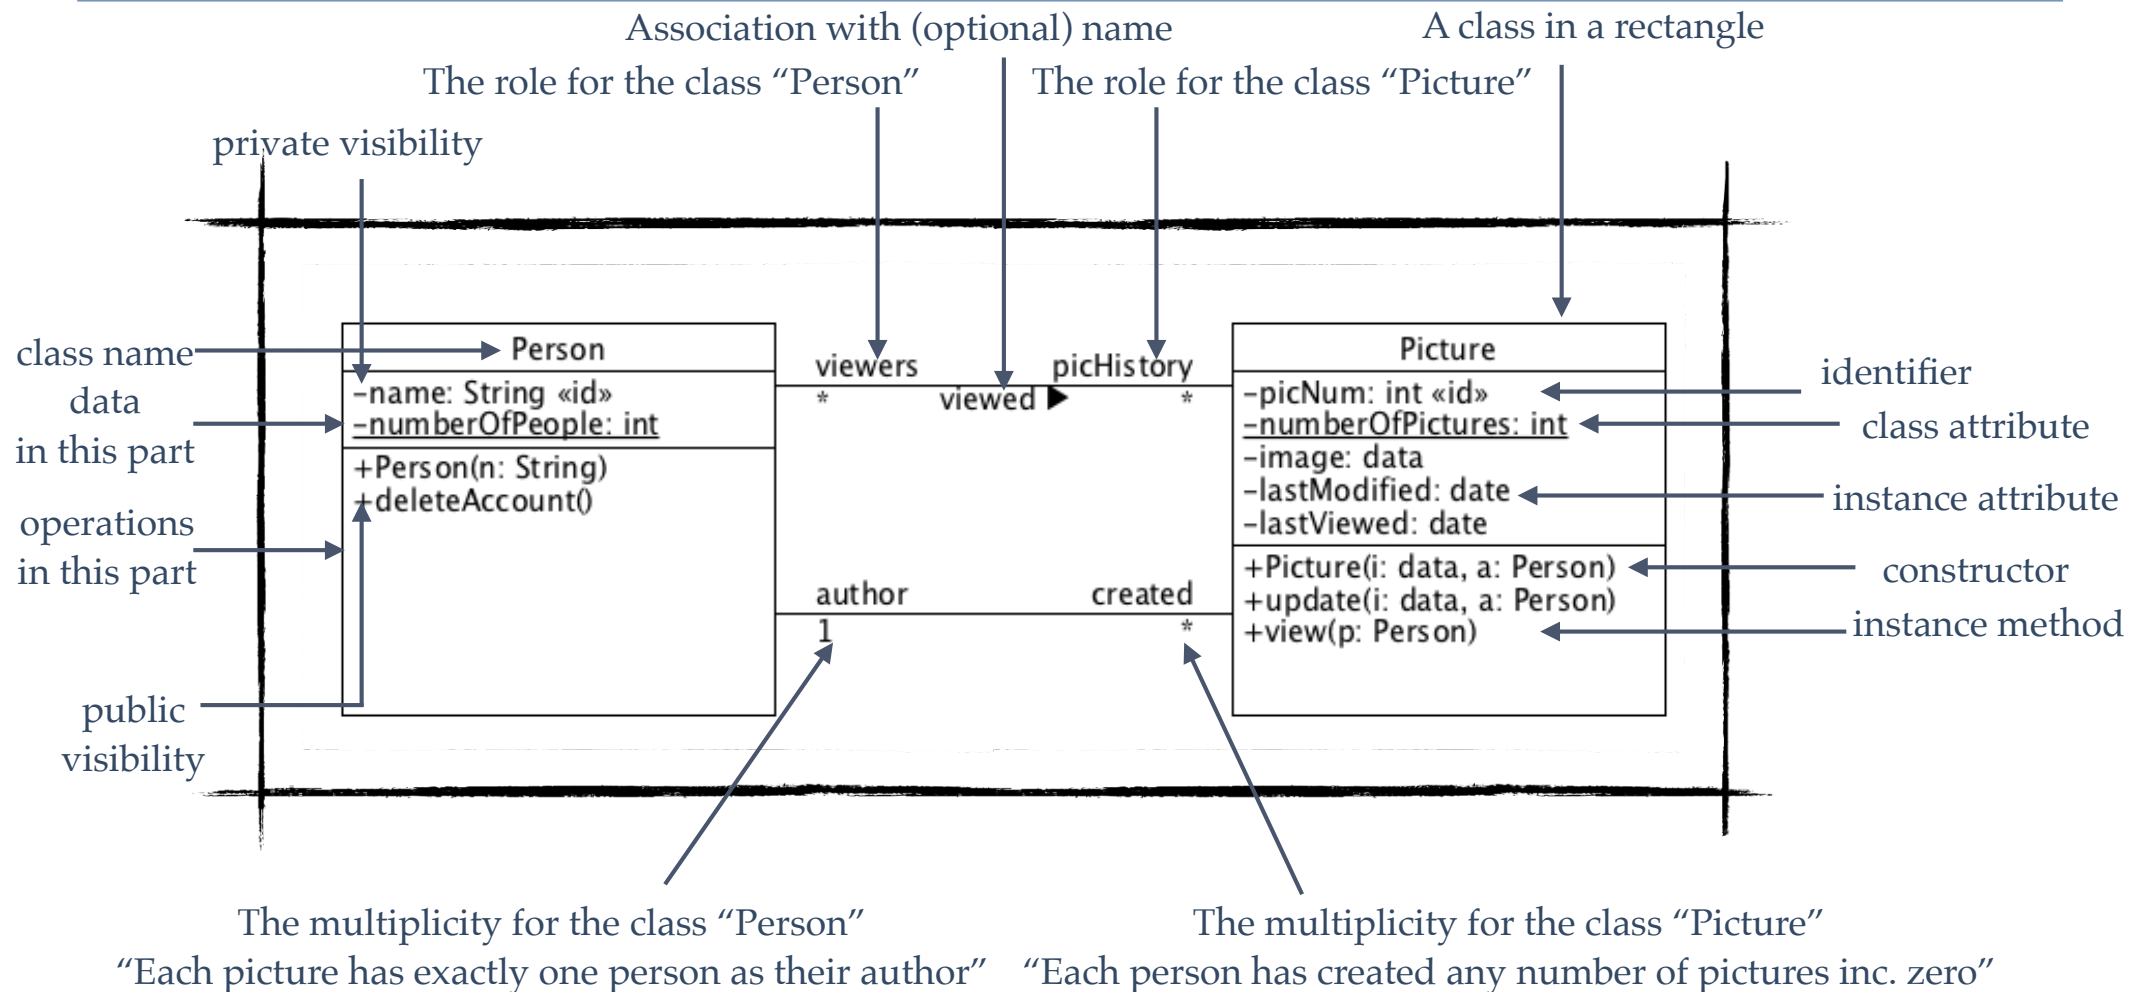 Association with (optional) name
A class in a rectangle
The role for the class “Person”
The role for the class “Picture”
private visibility
class name
data
in this part
operations
in this part
public
visibility
Person
-name: String «id»
-numberOfPeople: int
+Person(n: String)
+deleteAccount()
viewers
*
viewed ▶
picHistory
*
author
1
created
*
Picture
-picNum: int «id»
-numberOfPictures: int
-image: data
-lastModified: date
-lastViewed: date
+Picture(i: data, a: Person)
+update(i: data, a: Person)
+view(p: Person)
identifier
class attribute
instance attribute
constructor
instance method
The multiplicity for the class “Person”
“Each picture has exactly one person as their author”
The multiplicity for the class “Picture”
“Each person has created any number of pictures inc. zero”